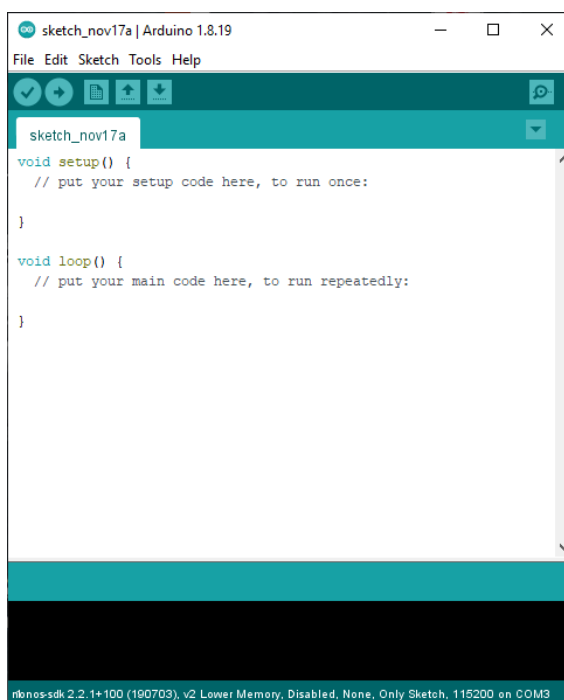 sketch_nov17a | Arduino 1.8.19
File Edit Sketch Tools Help
sketch_nov17a
void setup() {
// put your setup code here, to run once:
}
void loop() {
// put your main code here, to run repeatedly:
}
2.2.1+100 (190703), v2 Lower Memory, Disabled, None, Only Sketch, 115200 on COM3